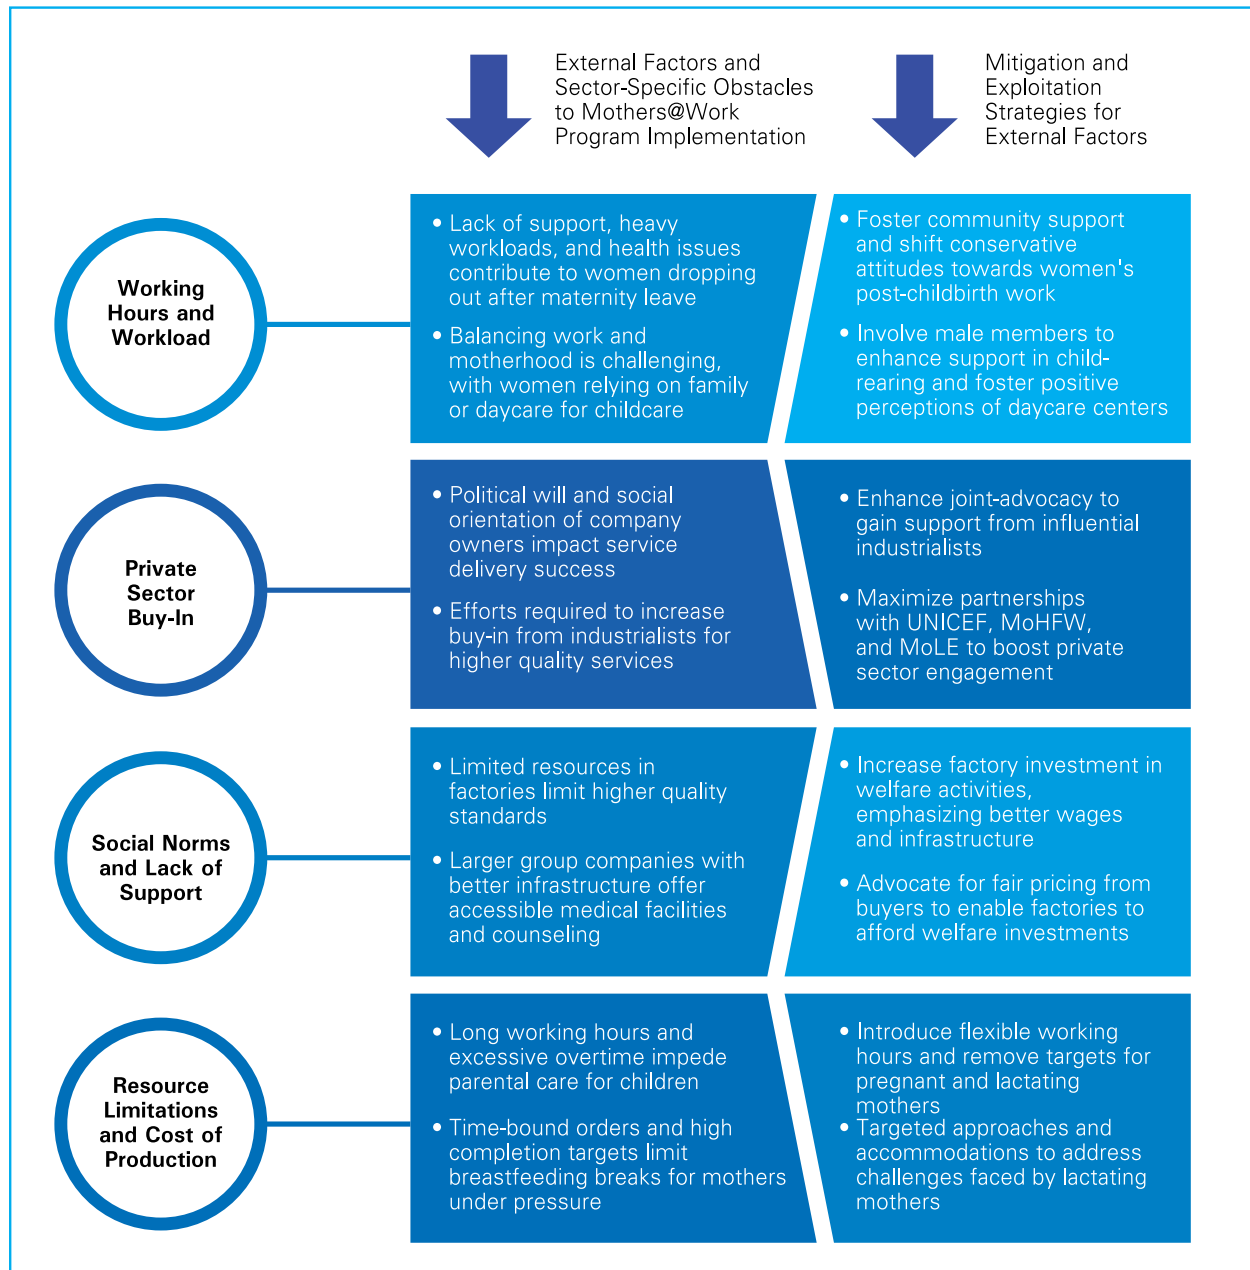 External Factors and
Sector-Specific Obstacles
to Mothers@Work
Program Implementation
Mitigation and
Exploitation
Strategies for
External Factors
Working
Hours and
Workload
• Lack of support, heavy
workloads, and health issues
contribute to women dropping
out after maternity leave
• Balancing work and
motherhood is challenging,
with women relying on family
or daycare for childcare
• Foster community support
and shift conservative
attitudes towards women's
post-childbirth work
• Involve male members to
enhance support in child-
rearing and foster positive
perceptions of daycare centers
Private
Sector
Buy-In
• Political will and social
orientation of company
owners impact service
delivery success
• Efforts required to increase
buy-in from industrialists for
higher quality services
• Enhance joint-advocacy to
gain support from influential
industrialists
• Maximize partnerships
with UNICEF, MoHFW,
and MoLE to boost private
sector engagement
Social Norms
and Lack of
Support
• Limited resources in
factories limit higher quality
standards
• Larger group companies with
better infrastructure offer
accessible medical facilities
and counseling
• Increase factory investment in
welfare activities,
emphasizing better wages
and infrastructure
• Advocate for fair pricing from
buyers to enable factories to
afford welfare investments
Resource
Limitations
and Cost of
Production
• Long working hours and
excessive overtime impede
parental care for children
• Time-bound orders and high
completion targets limit
breastfeeding breaks for mothers
under pressure
• Introduce flexible working
hours and remove targets for
pregnant and lactating
mothers
• Targeted approaches and
accommodations to address
challenges faced by lactating
mothers